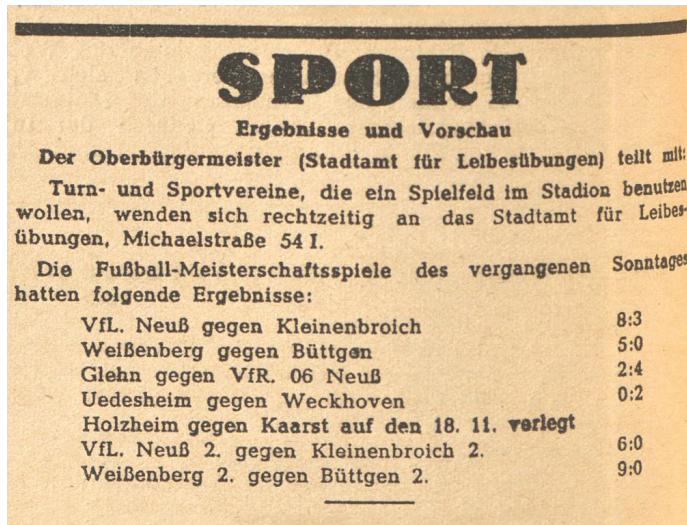 SPORT
Ergebnisse und Vorschau
Der Oberbürgermeister (Stadtamt für Leibesübungen) teilt mit:
Turn- und Sportvereine, die ein Spielfeld im Stadion benutzen
wollen, wenden sich rechtzeitig an das Stadtamt für Leibes-
übungen, Michaelstraße 54 I.
Die Fußball-Meisterschaftsspiele des vergangenen Sonntages
hatten folgende Ergebnisse:
VfL. Neuß gegen Kleinenbroich 8:3
Weißenberg gegen Büttgen 5:0
Glehn gegen VfR. 06 Neuß 2:4
Uedesheim gegen Weckhoven 0:2
Holzheim gegen Kaarst auf den 18. 11. verlegt
VfL. Neuß 2. gegen Kleinenbroich 2. 6:0
Weißenberg 2. gegen Büttgen 2. 9:0